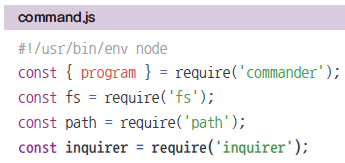 command.js
#!/usr/bin/env node
const { program } = require('commander');
const fs = require('fs');
const path = require('path');
const inquirer = require('inquirer');